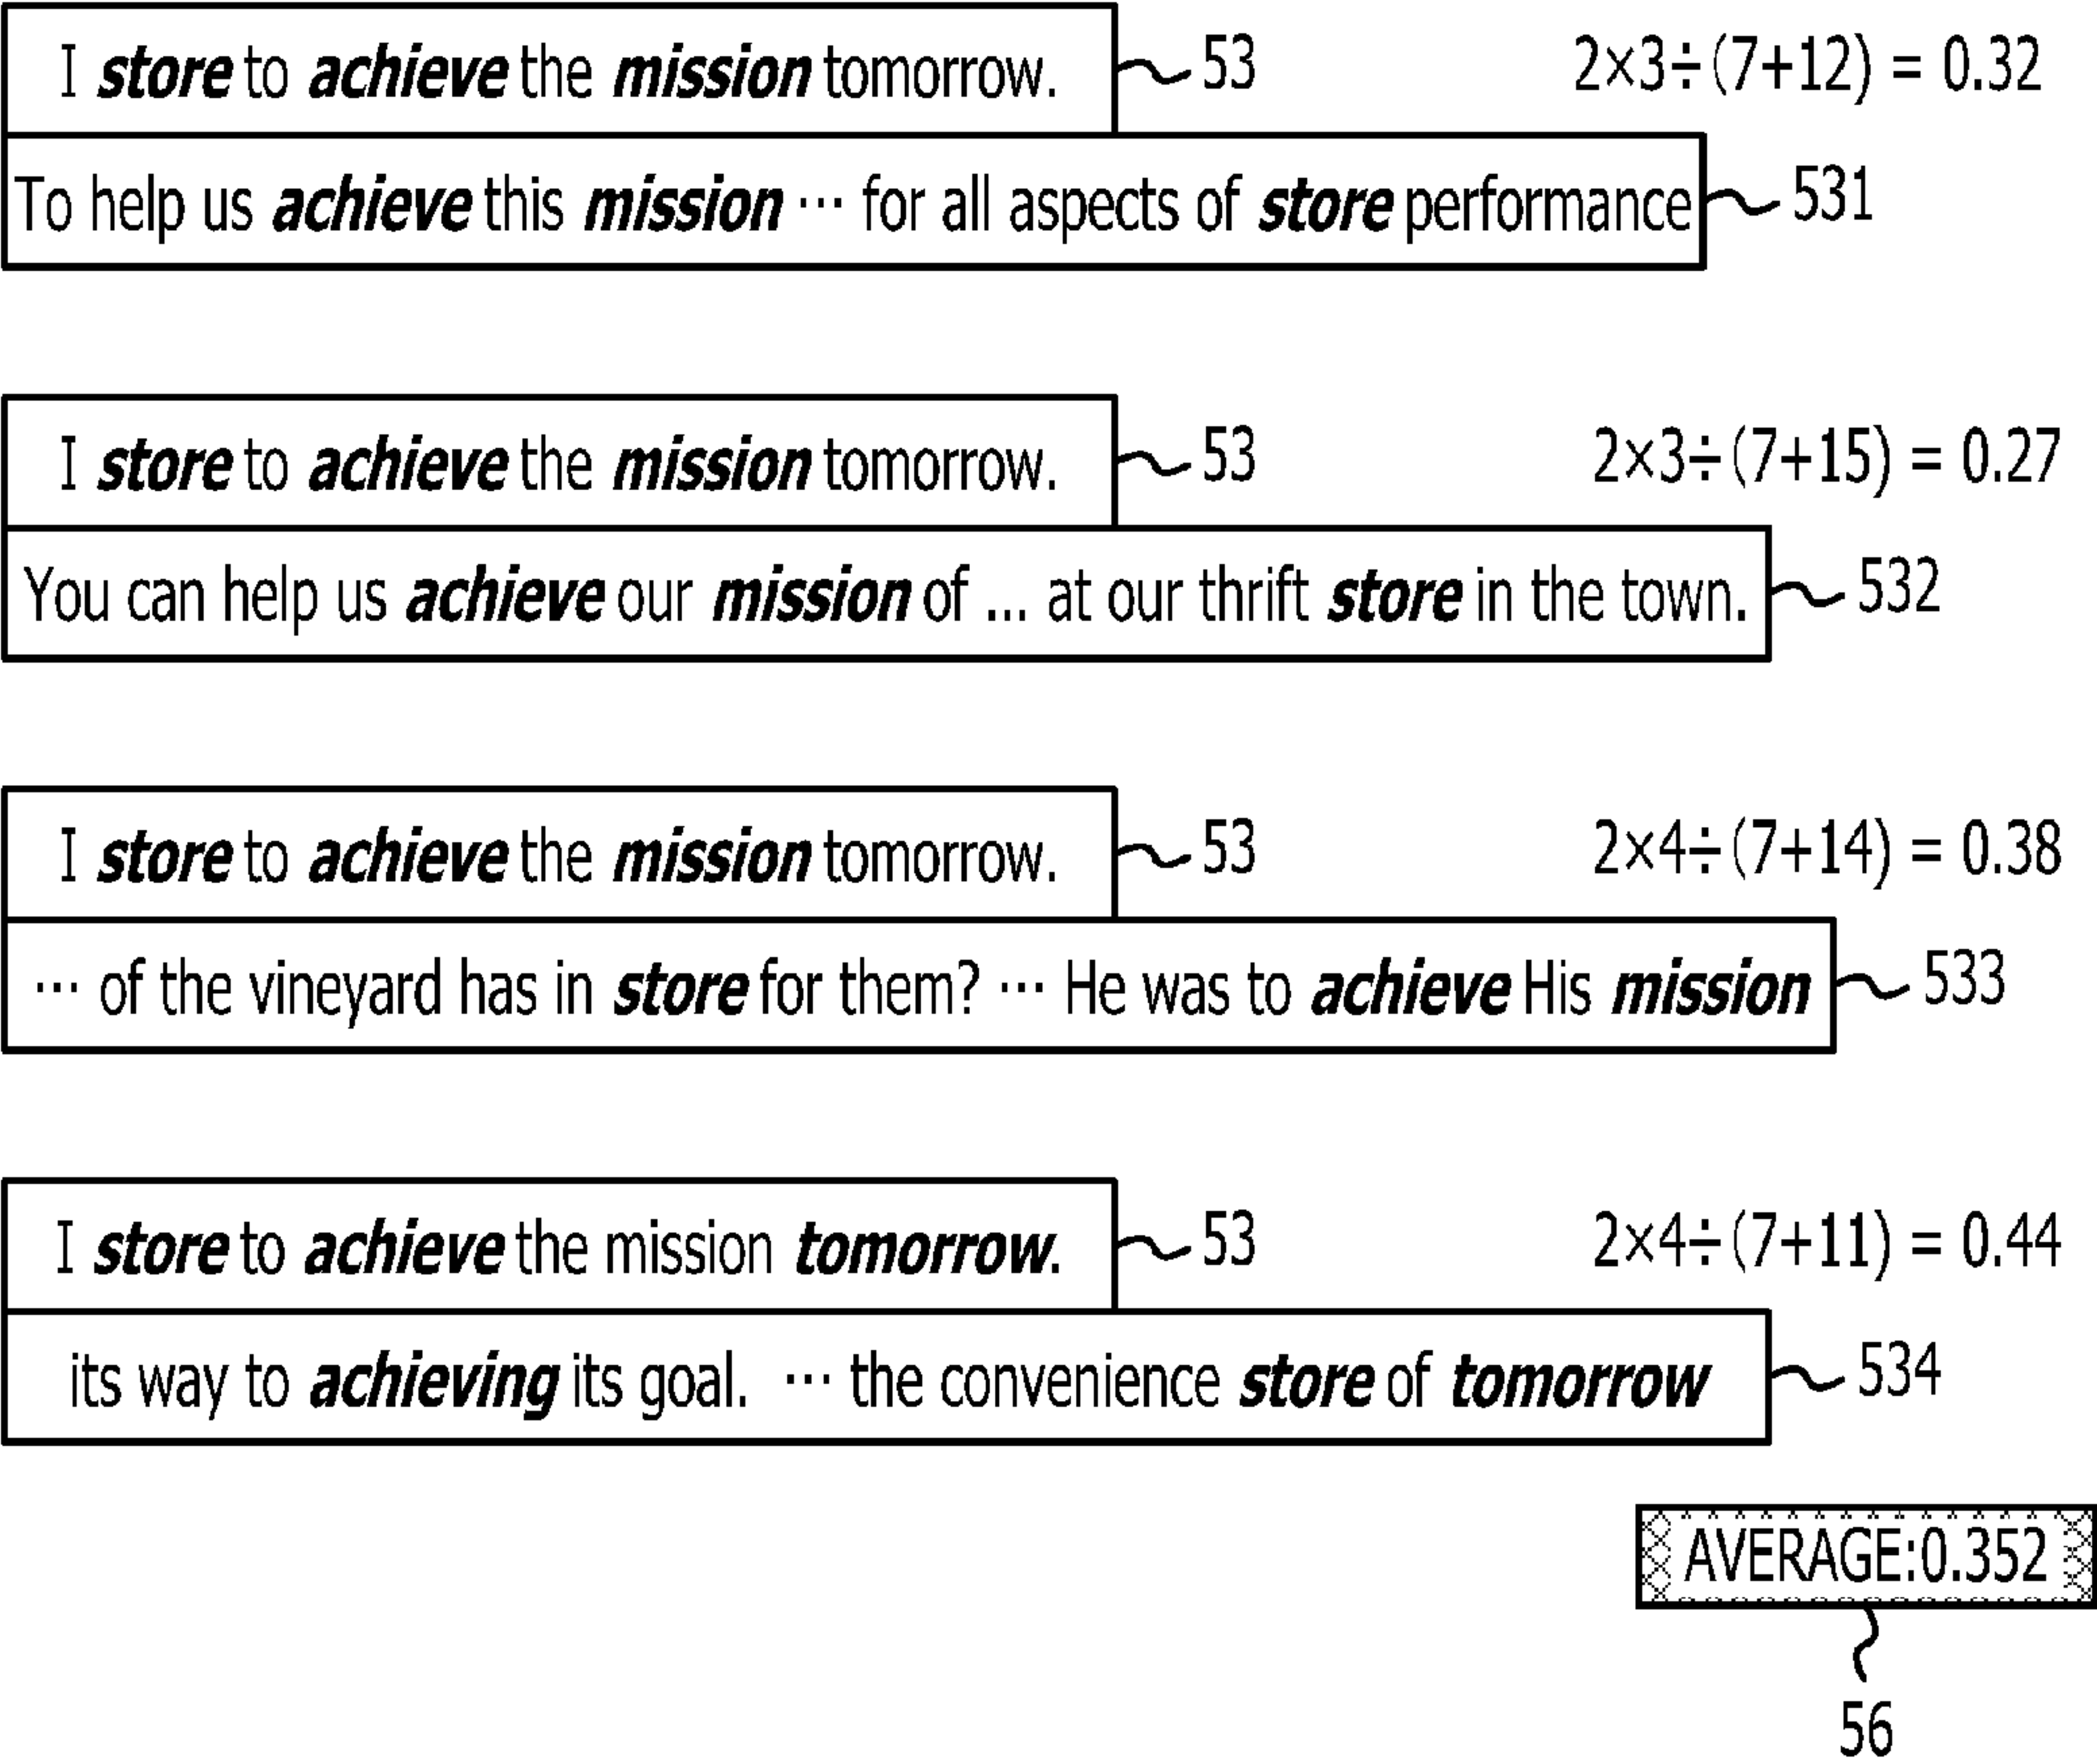 I store to achieve the mission tomorrow. 53 2×3÷(7+12) = 0.32
To help us achieve this mission ··· for all aspects of store performance 531
I store to achieve the mission tomorrow. 53 2×3÷(7+15) = 0.27
You can help us achieve our mission of ... at our thrift store in the town. 532
I store to achieve the mission tomorrow. 53 2×4÷(7+14) = 0.38
··· of the vineyard has in store for them? ··· He was to achieve His mission 533
I store to achieve the mission tomorrow. 53 2×4÷(7+11) = 0.44
its way to achieving its goal. ··· the convenience store of tomorrow 534
AVERAGE:0.352
56